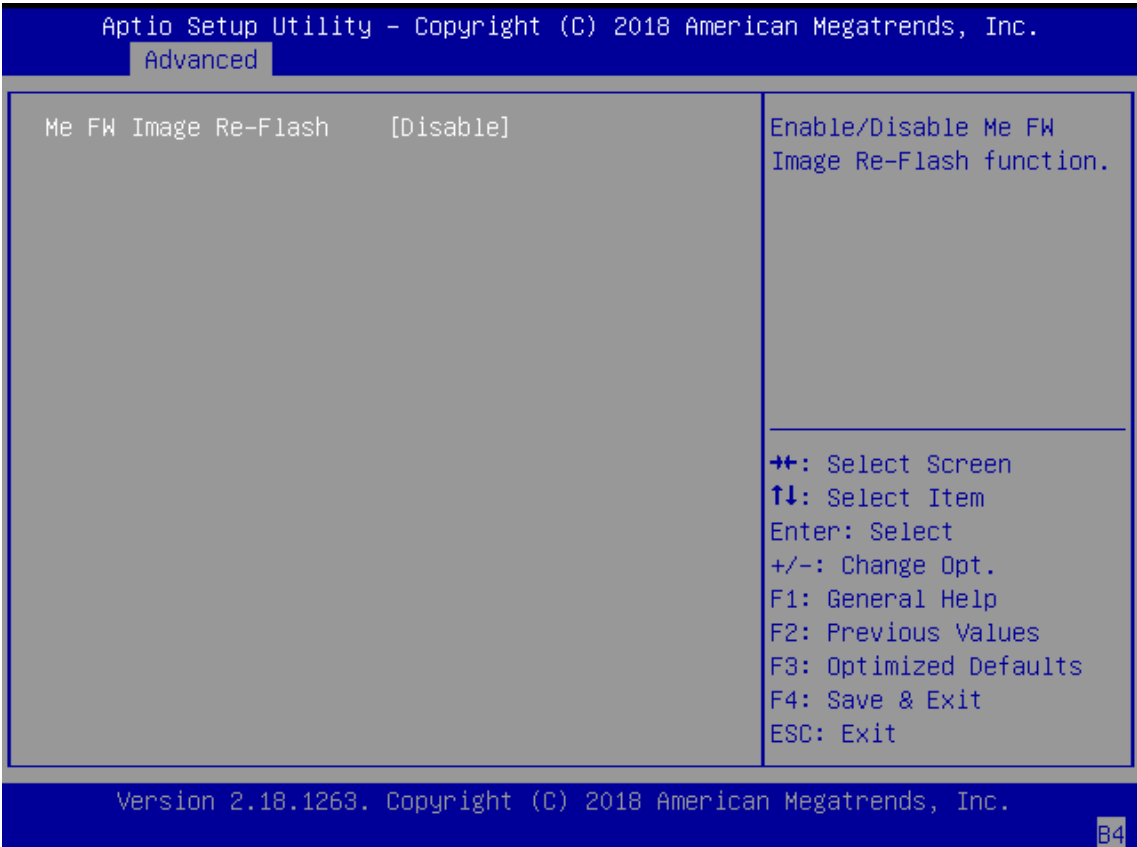 Aptio Setup Utility – Copyright (C) 2018 American Megatrends, Inc.
Advanced
Me FW Image Re-Flash [Disable]
Enable/Disable Me FW
Image Re-Flash function.
→←: Select Screen
↑↓: Select Item
Enter: Select
+/-: Change Opt.
F1: General Help
F2: Previous Values
F3: Optimized Defaults
F4: Save & Exit
ESC: Exit
Version 2.18.1263. Copyright (C) 2018 American Megatrends, Inc.
B4